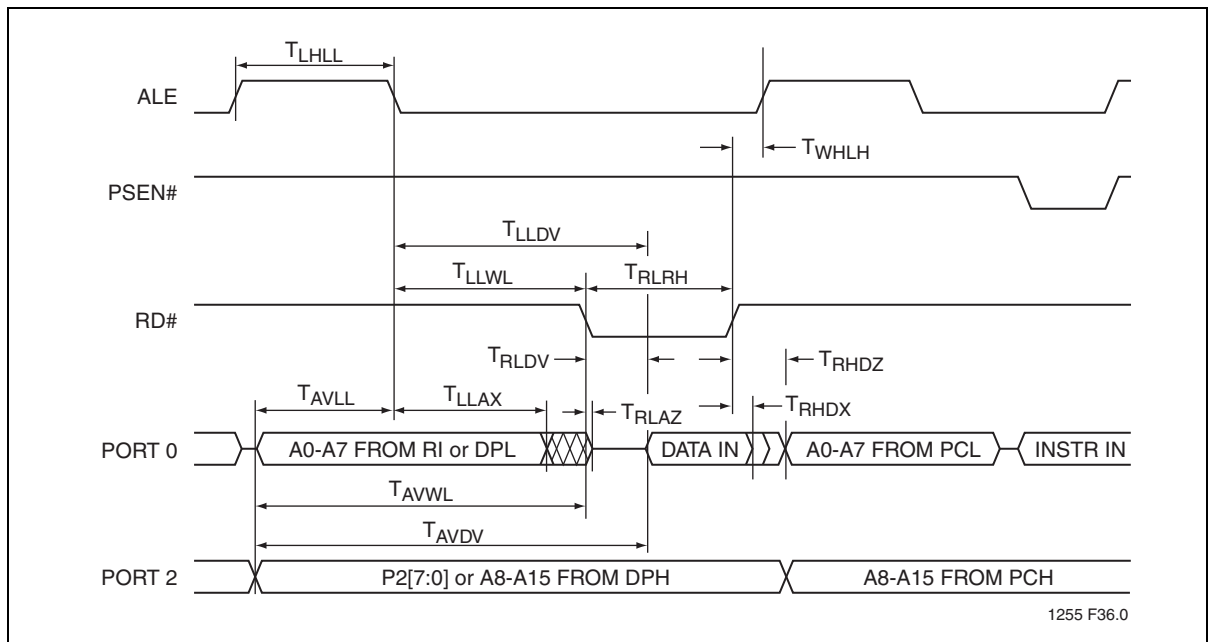 TLHLL
ALE
TWHLH
PSEN#
TLLDV
TLLWL
TRLRH
RD#
TRLDV
TRHDZ
TAVLL
TLLAX
TRLAZ
TRHDX
PORT 0
A0-A7 FROM RI or DPL
DATA IN
A0-A7 FROM PCL
INSTR IN
TAVWL
TAVDV
PORT 2
P2[7:0] or A8-A15 FROM DPH
A8-A15 FROM PCH
1255 F36.0